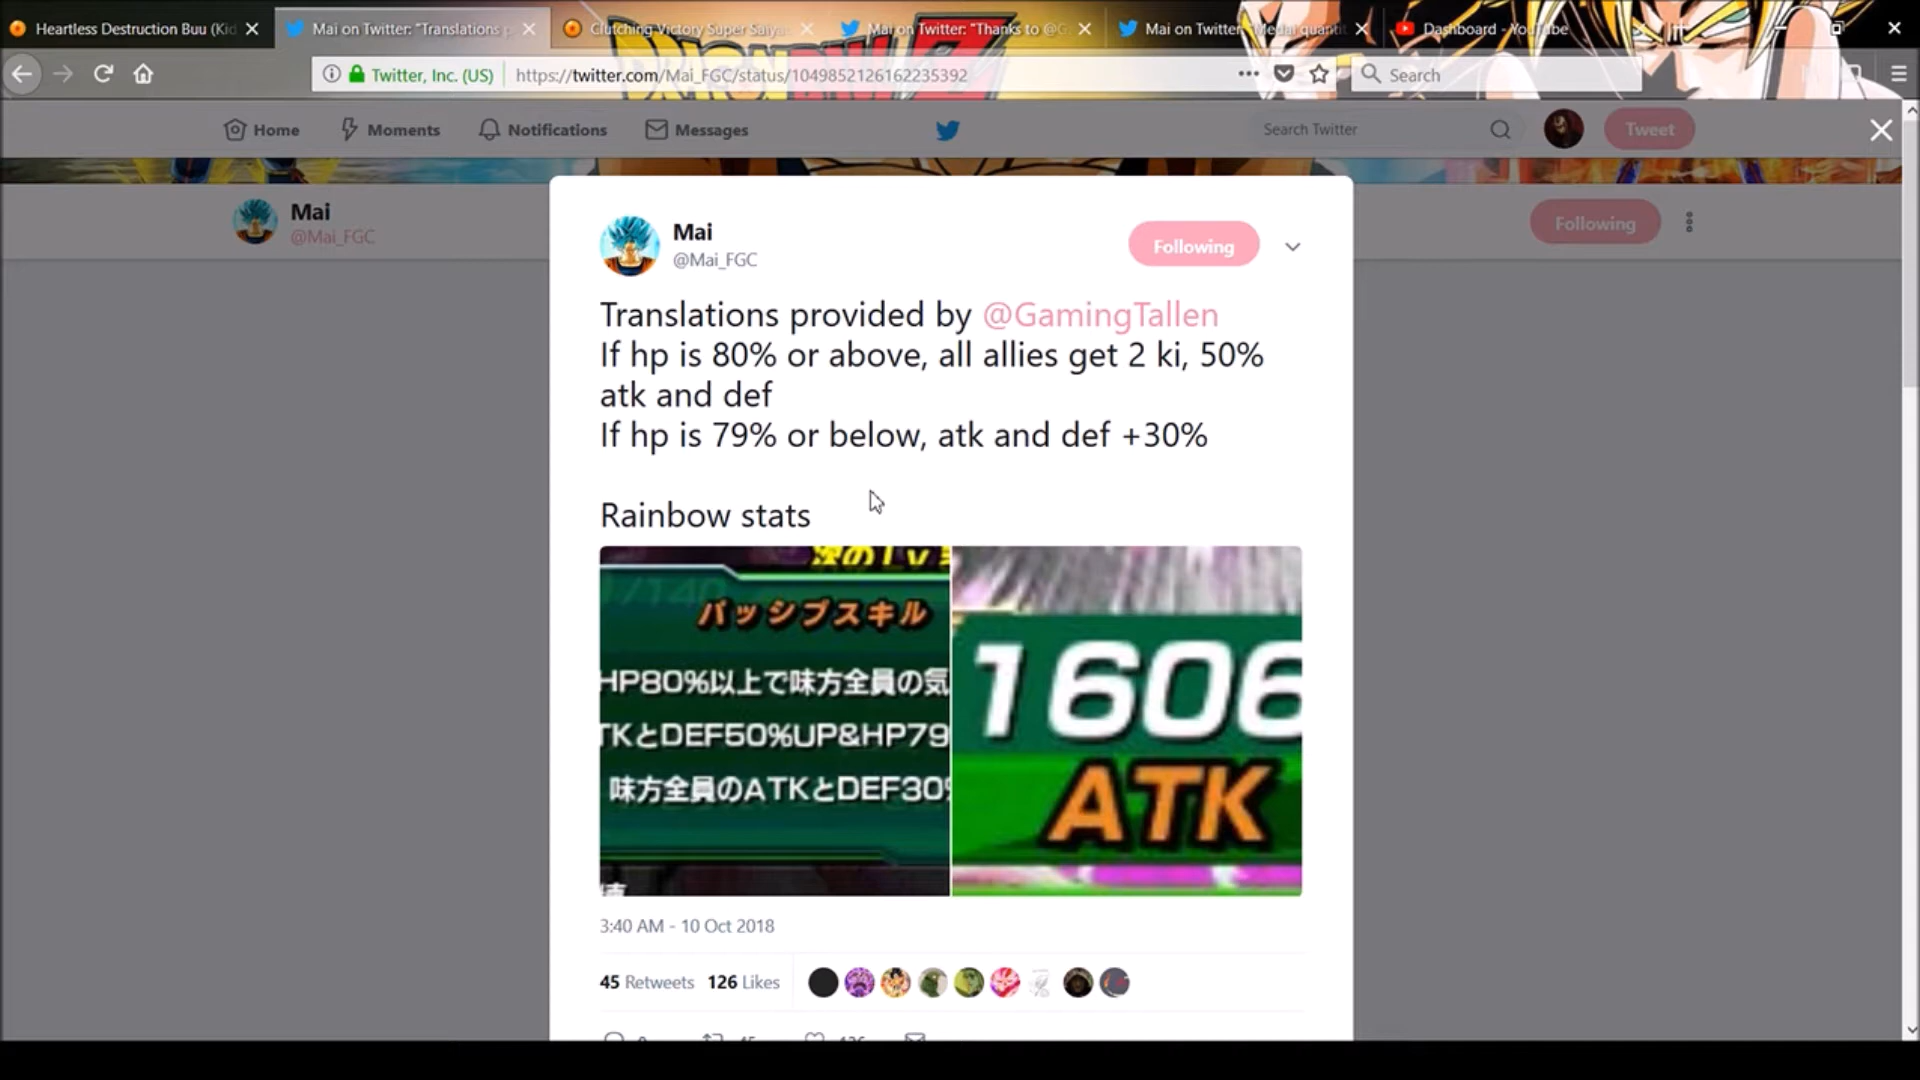 Heartless Destruction Buu (Kid
Mai on Twitter: "Translations p
Clutching Victory Super Saiya
Mai on Twitter: "Thanks to @G
Mai on Twitter: "Medal quantit
Dashboard - YouTube
Twitter, Inc. (US)
https://twitter.com/Mai_FGC/status/1049852126162235392
Search
Home
Moments
Notifications
Messages
Search Twitter
Tweet
Mai
@Mai_FGC
Following
Mai
@Mai_FGC
Following
Translations provided by @GamingTallen
If hp is 80% or above, all allies get 2 ki, 50%
atk and def
If hp is 79% or below, atk and def +30%
Rainbow stats
次のLv
/140
パッシブスキル
HP80%以上で味方全員の気
TKとDEF50%UP&HP79
味方全員のATKとDEF30%
1606
ATK
3:40 AM - 10 Oct 2018
45 Retweets 126 Likes